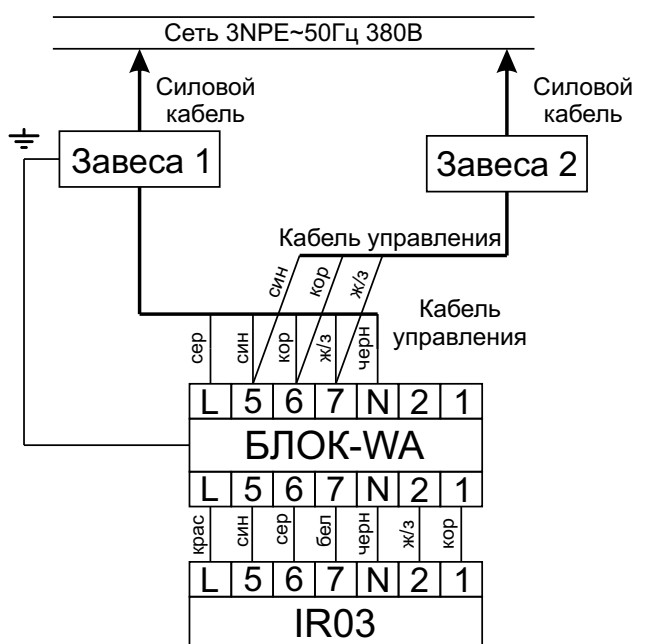 Сеть 3NPE~50Гц 380В
Силовой
кабель
Силовой
кабель
Завеса 1
Завеса 2
Кабель управления
син
кор
ж/з
Кабель
управления
сер
син
кор
ж/з
черн
L 5 6 7 N 2 1
БЛОК-WA
L 5 6 7 N 2 1
крас
син
сер
бел
черн
ж/з
кор
L 5 6 7 N 2 1
IR03